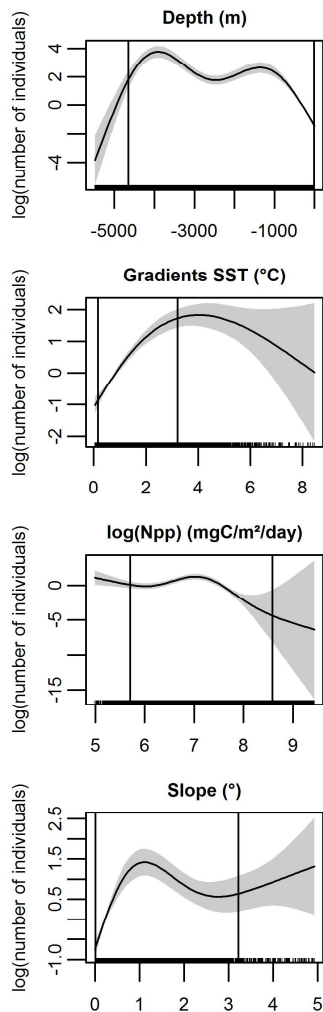 Depth (m)
log(number of individuals)
4
2
0
-4
-5000 -3000 -1000
Gradients SST (°C)
log(number of individuals)
2
1
0
-1
-2
0 2 4 6 8
log(Npp) (mgC/m²/day)
log(number of individuals)
0
-5
-15
5 6 7 8 9
Slope (°)
log(number of individuals)
2.5
1.5
0.5
-1.0
0 1 2 3 4 5